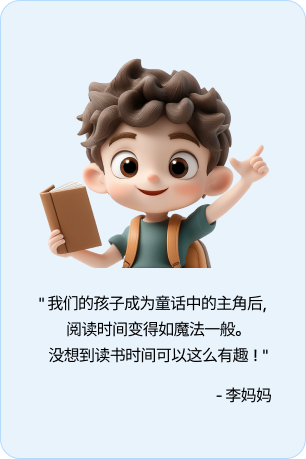 "我们的孩子成为童话中的主角后,
阅读时间变得如魔法一般。
没想到读书时间可以这么有趣！"
- 李妈妈